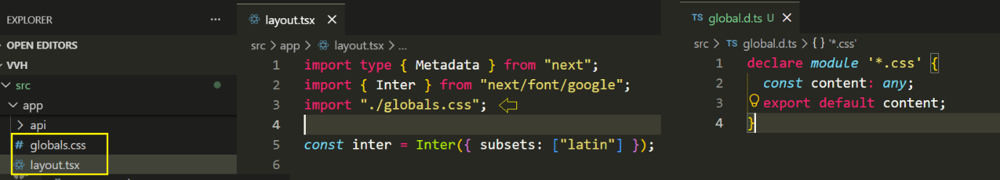 EXPLORER ...
OPEN EDITORS
VVH
src
app
api
# globals.css
layout.tsx
layout.tsx ×
src > app > layout.tsx > ...
1 import type { Metadata } from "next";
2 import { Inter } from "next/font/google";
3 import "./globals.css";
4
5 const inter = Inter({ subsets: ["latin"] });
6
TS global.d.ts U ×
src > TS global.d.ts > { } '*.css'
1 declare module '*.css' {
2 const content: any;
3 export default content;
4 }